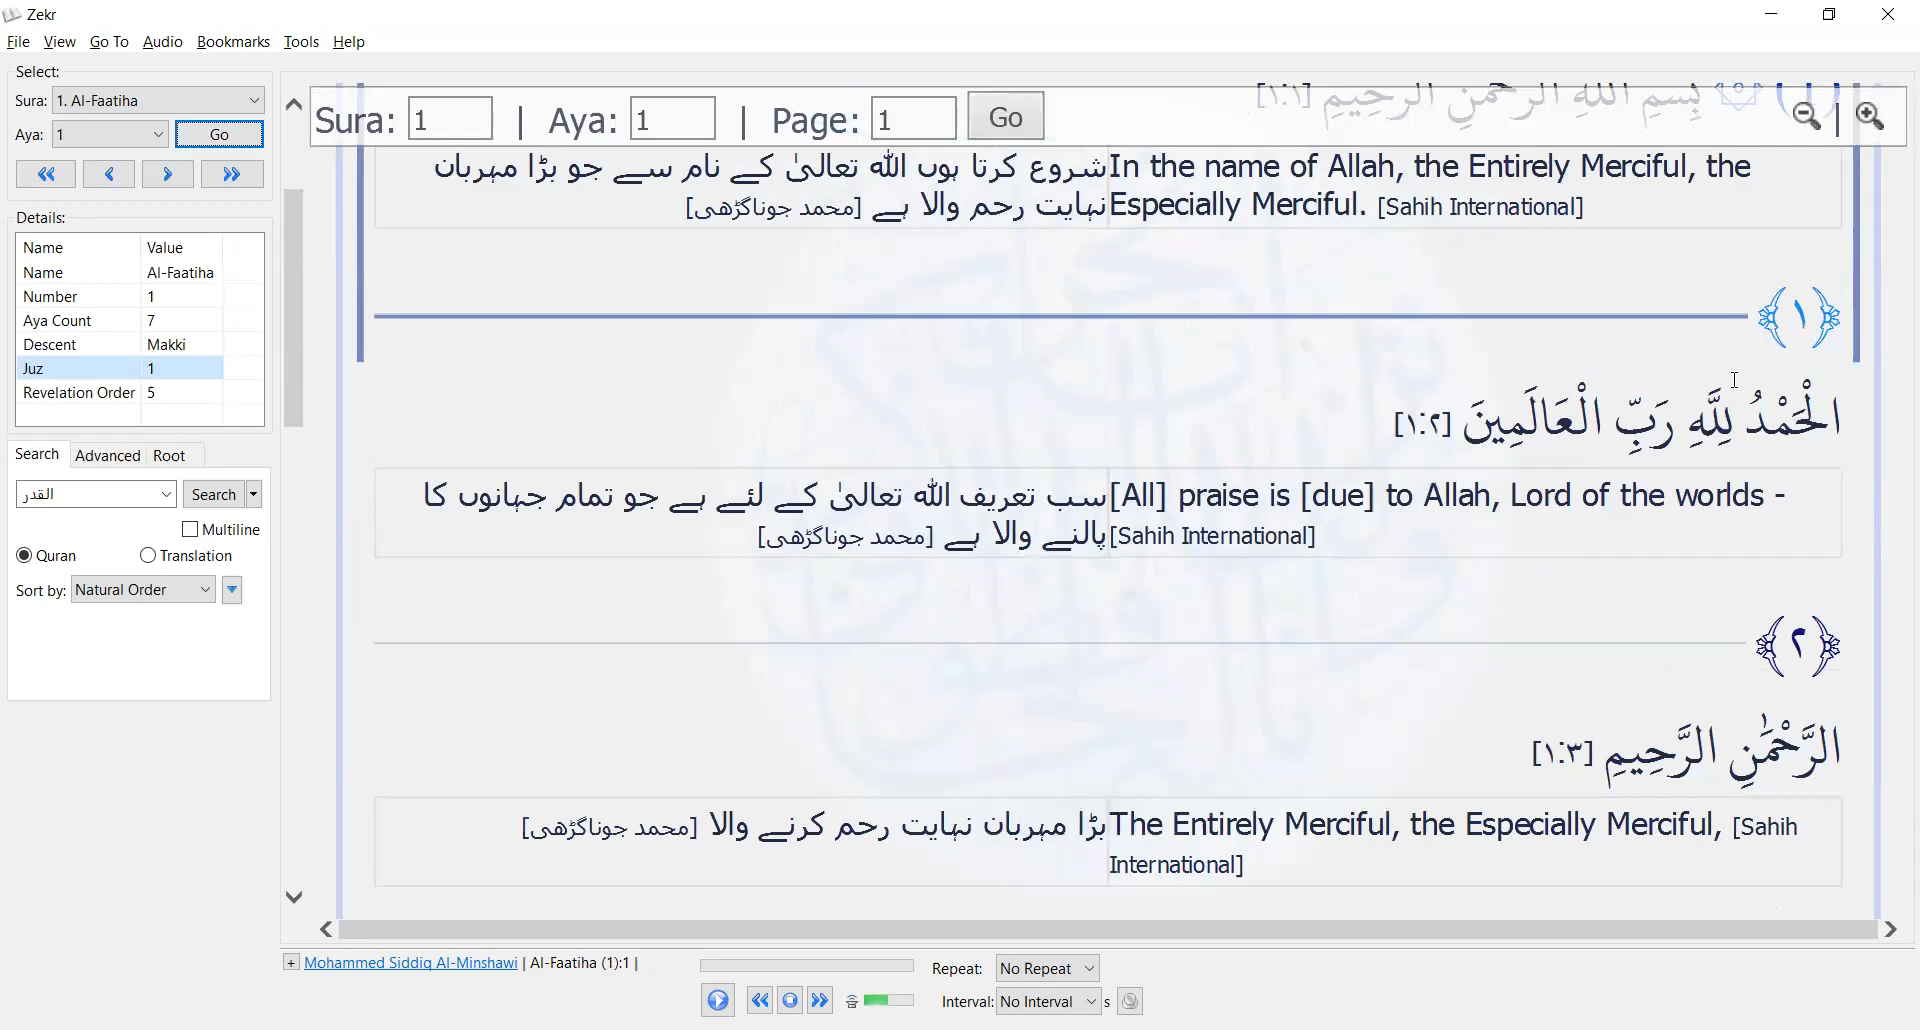 Zekr
File View Go To Audio Bookmarks Tools Help
Select:
Sura: 1. Al-Faatiha
Aya: 1 Go
Details:
Name Value
Name Al-Faatiha
Number 1
Aya Count 7
Descent Makki
Juz 1
Revelation Order 5
Search Advanced Root
القدر Search
Multiline
Quran Translation
Sort by: Natural Order
بِسْمِ اللَّهِ الرَّحْمَٰنِ الرَّحِيمِ [١:١]
Sura: 1 | Aya: 1 | Page: 1 Go
In the name of Allah, the Entirely Merciful, the
Especially Merciful. [Sahih International]
شروع کرتا ہوں اللہ تعالیٰ کے نام سے جو بڑا مہربان
نہایت رحم والا ہے [محمد جوناگڑھی]
﴿١﴾
الْحَمْدُ لِلَّهِ رَبِّ الْعَالَمِينَ [١:٢]
[All] praise is [due] to Allah, Lord of the worlds -
[Sahih International]
سب تعریف اللہ تعالیٰ کے لئے ہے جو تمام جہانوں کا
پالنے والا ہے [محمد جوناگڑھی]
﴿٢﴾
الرَّحْمَٰنِ الرَّحِيمِ [١:٣]
The Entirely Merciful, the Especially Merciful, [Sahih
International]
بڑا مہربان نہایت رحم کرنے والا [محمد جوناگڑھی]
Mohammed Siddiq Al-Minshawi | Al-Faatiha (1):1 |
Repeat: No Repeat
Interval: No Interval s